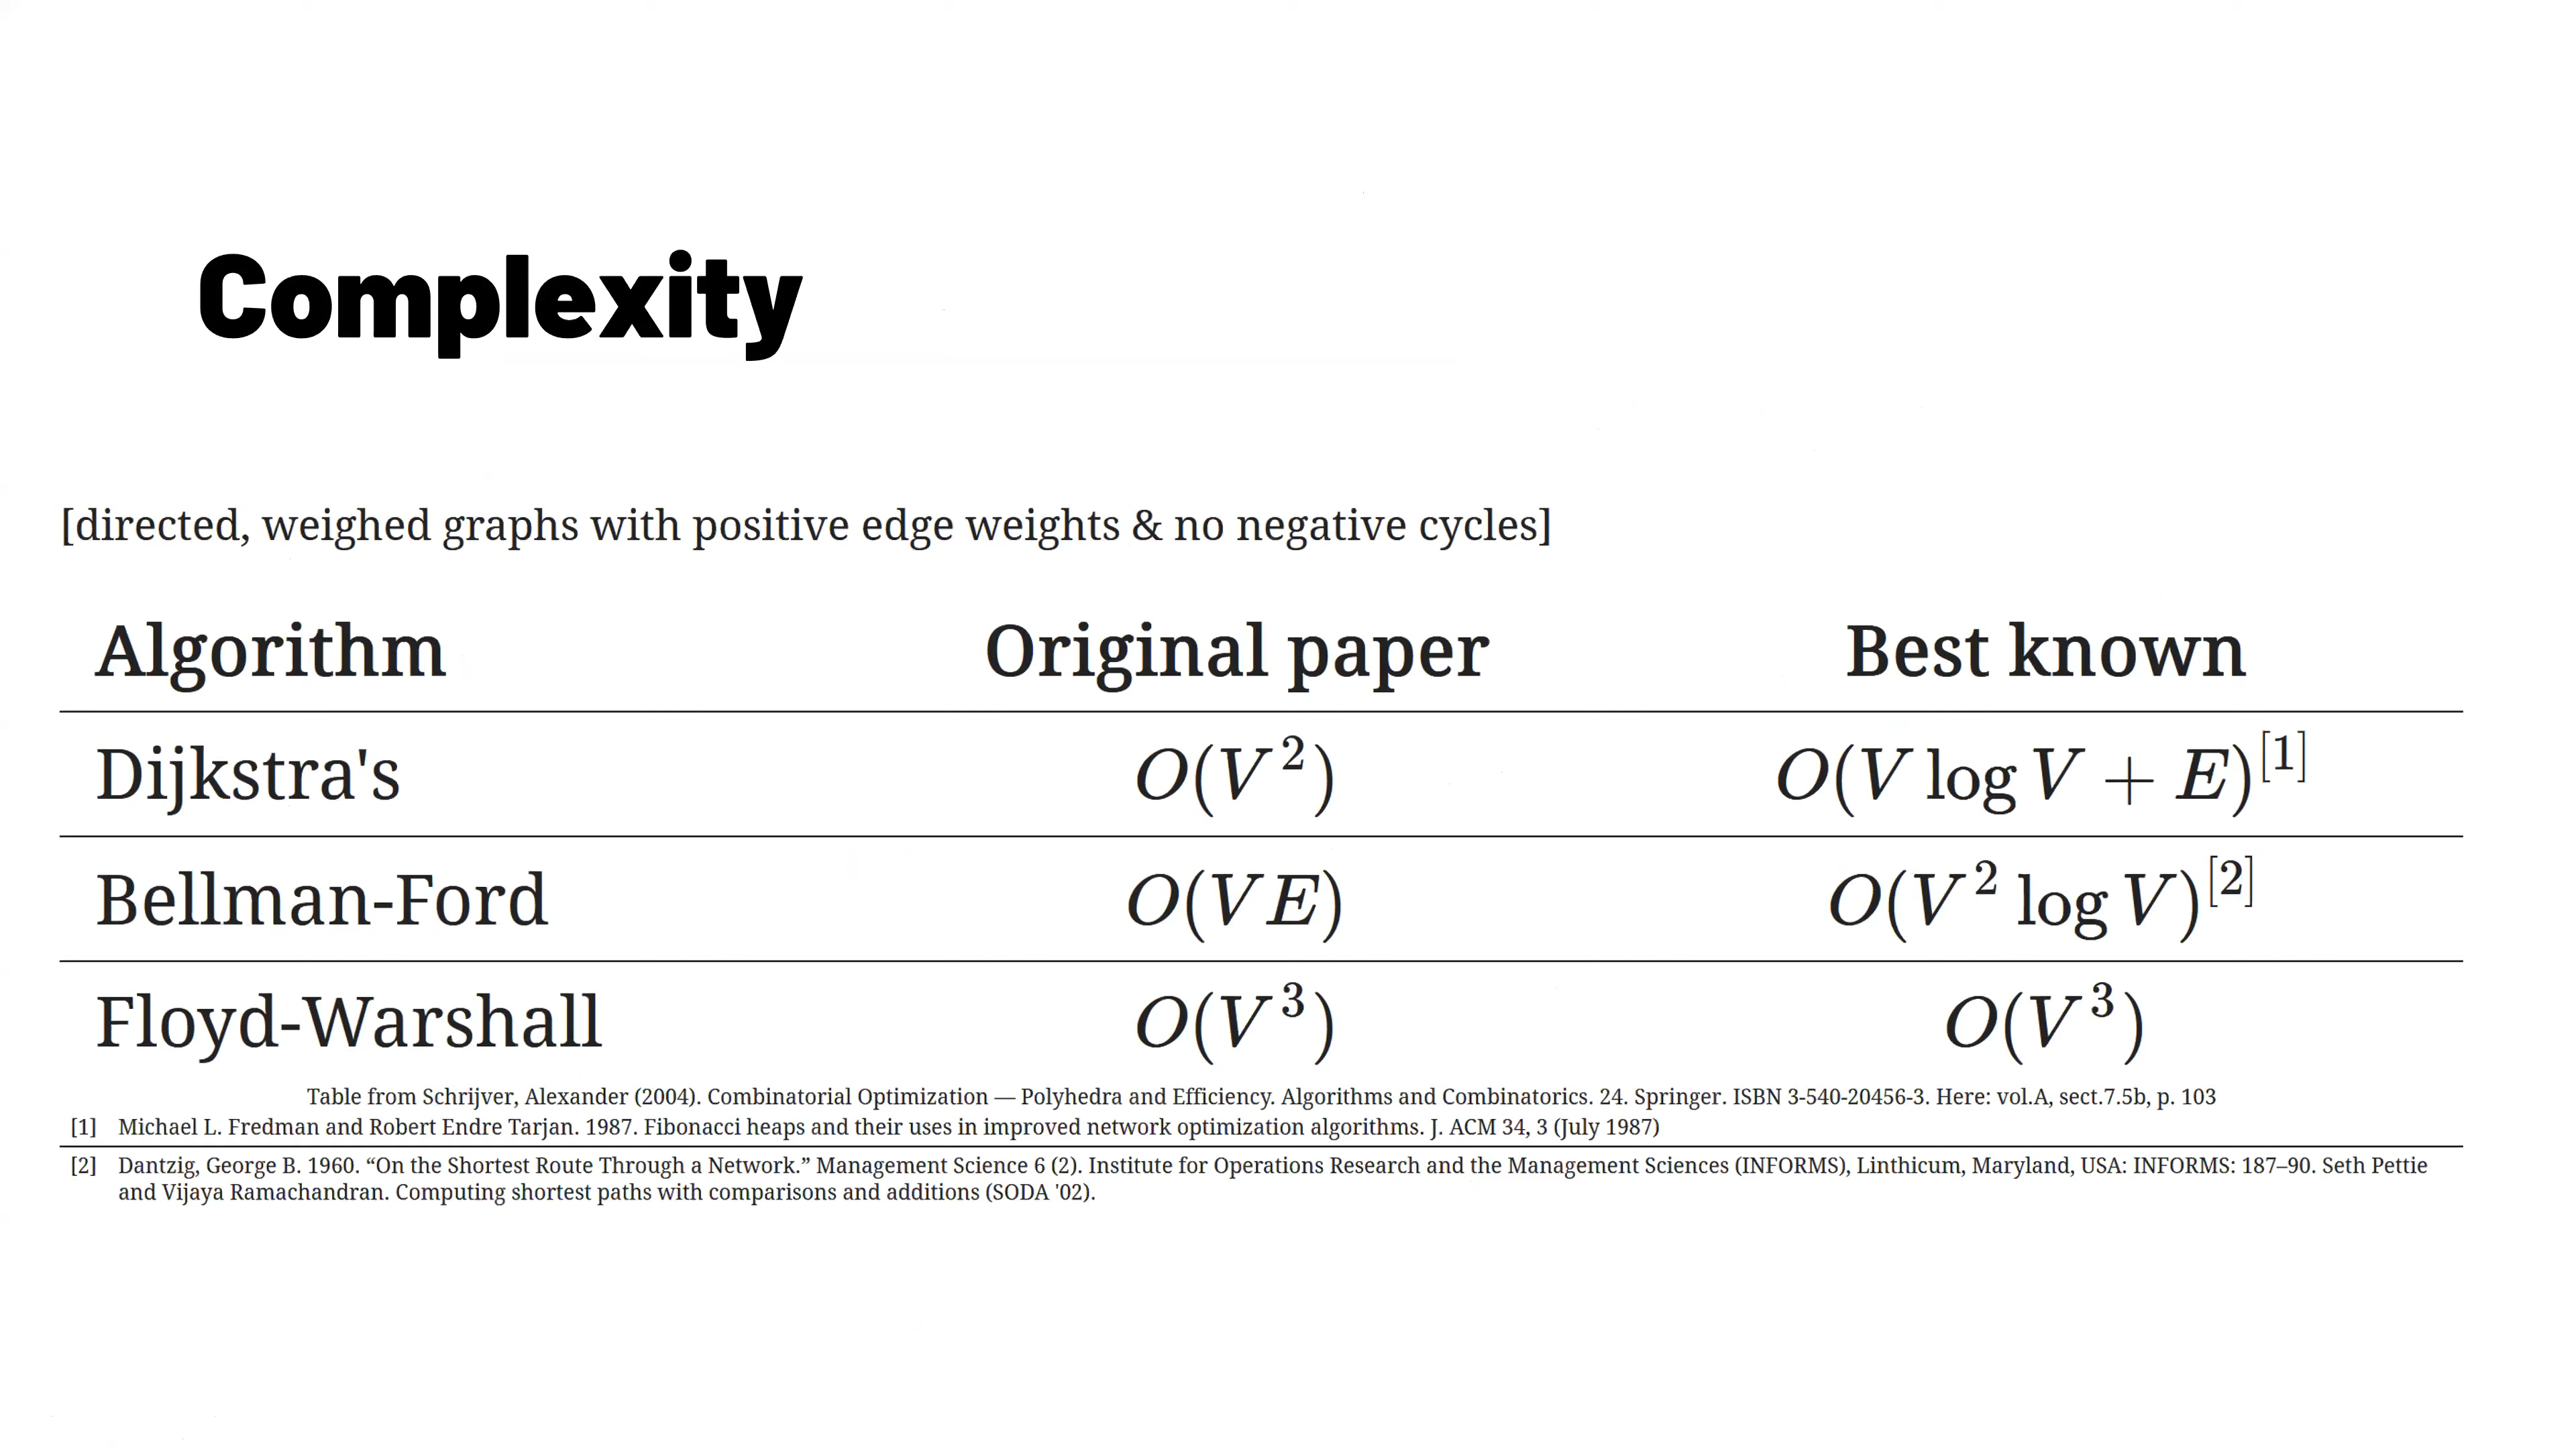 Complexity
[directed, weighed graphs with positive edge weights & no negative cycles]
Algorithm Original paper Best known
Dijkstra's O(V²) O(V log V + E)[1]
Bellman-Ford O(VE) O(V² log V)[2]
Floyd-Warshall O(V³) O(V³)
Table from Schrijver, Alexander (2004). Combinatorial Optimization — Polyhedra and Efficiency. Algorithms and Combinatorics. 24. Springer. ISBN 3-540-20456-3. Here: vol.A, sect.7.5b, p. 103
[1] Michael L. Fredman and Robert Endre Tarjan. 1987. Fibonacci heaps and their uses in improved network optimization algorithms. J. ACM 34, 3 (July 1987)
[2] Dantzig, George B. 1960. “On the Shortest Route Through a Network.” Management Science 6 (2). Institute for Operations Research and the Management Sciences (INFORMS), Linthicum, Maryland, USA: INFORMS: 187–90. Seth Pettie
and Vijaya Ramachandran. Computing shortest paths with comparisons and additions (SODA '02).